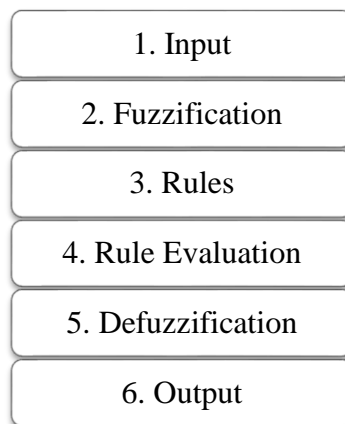 1. Input
2. Fuzzification
3. Rules
4. Rule Evaluation
5. Defuzzification
6. Output